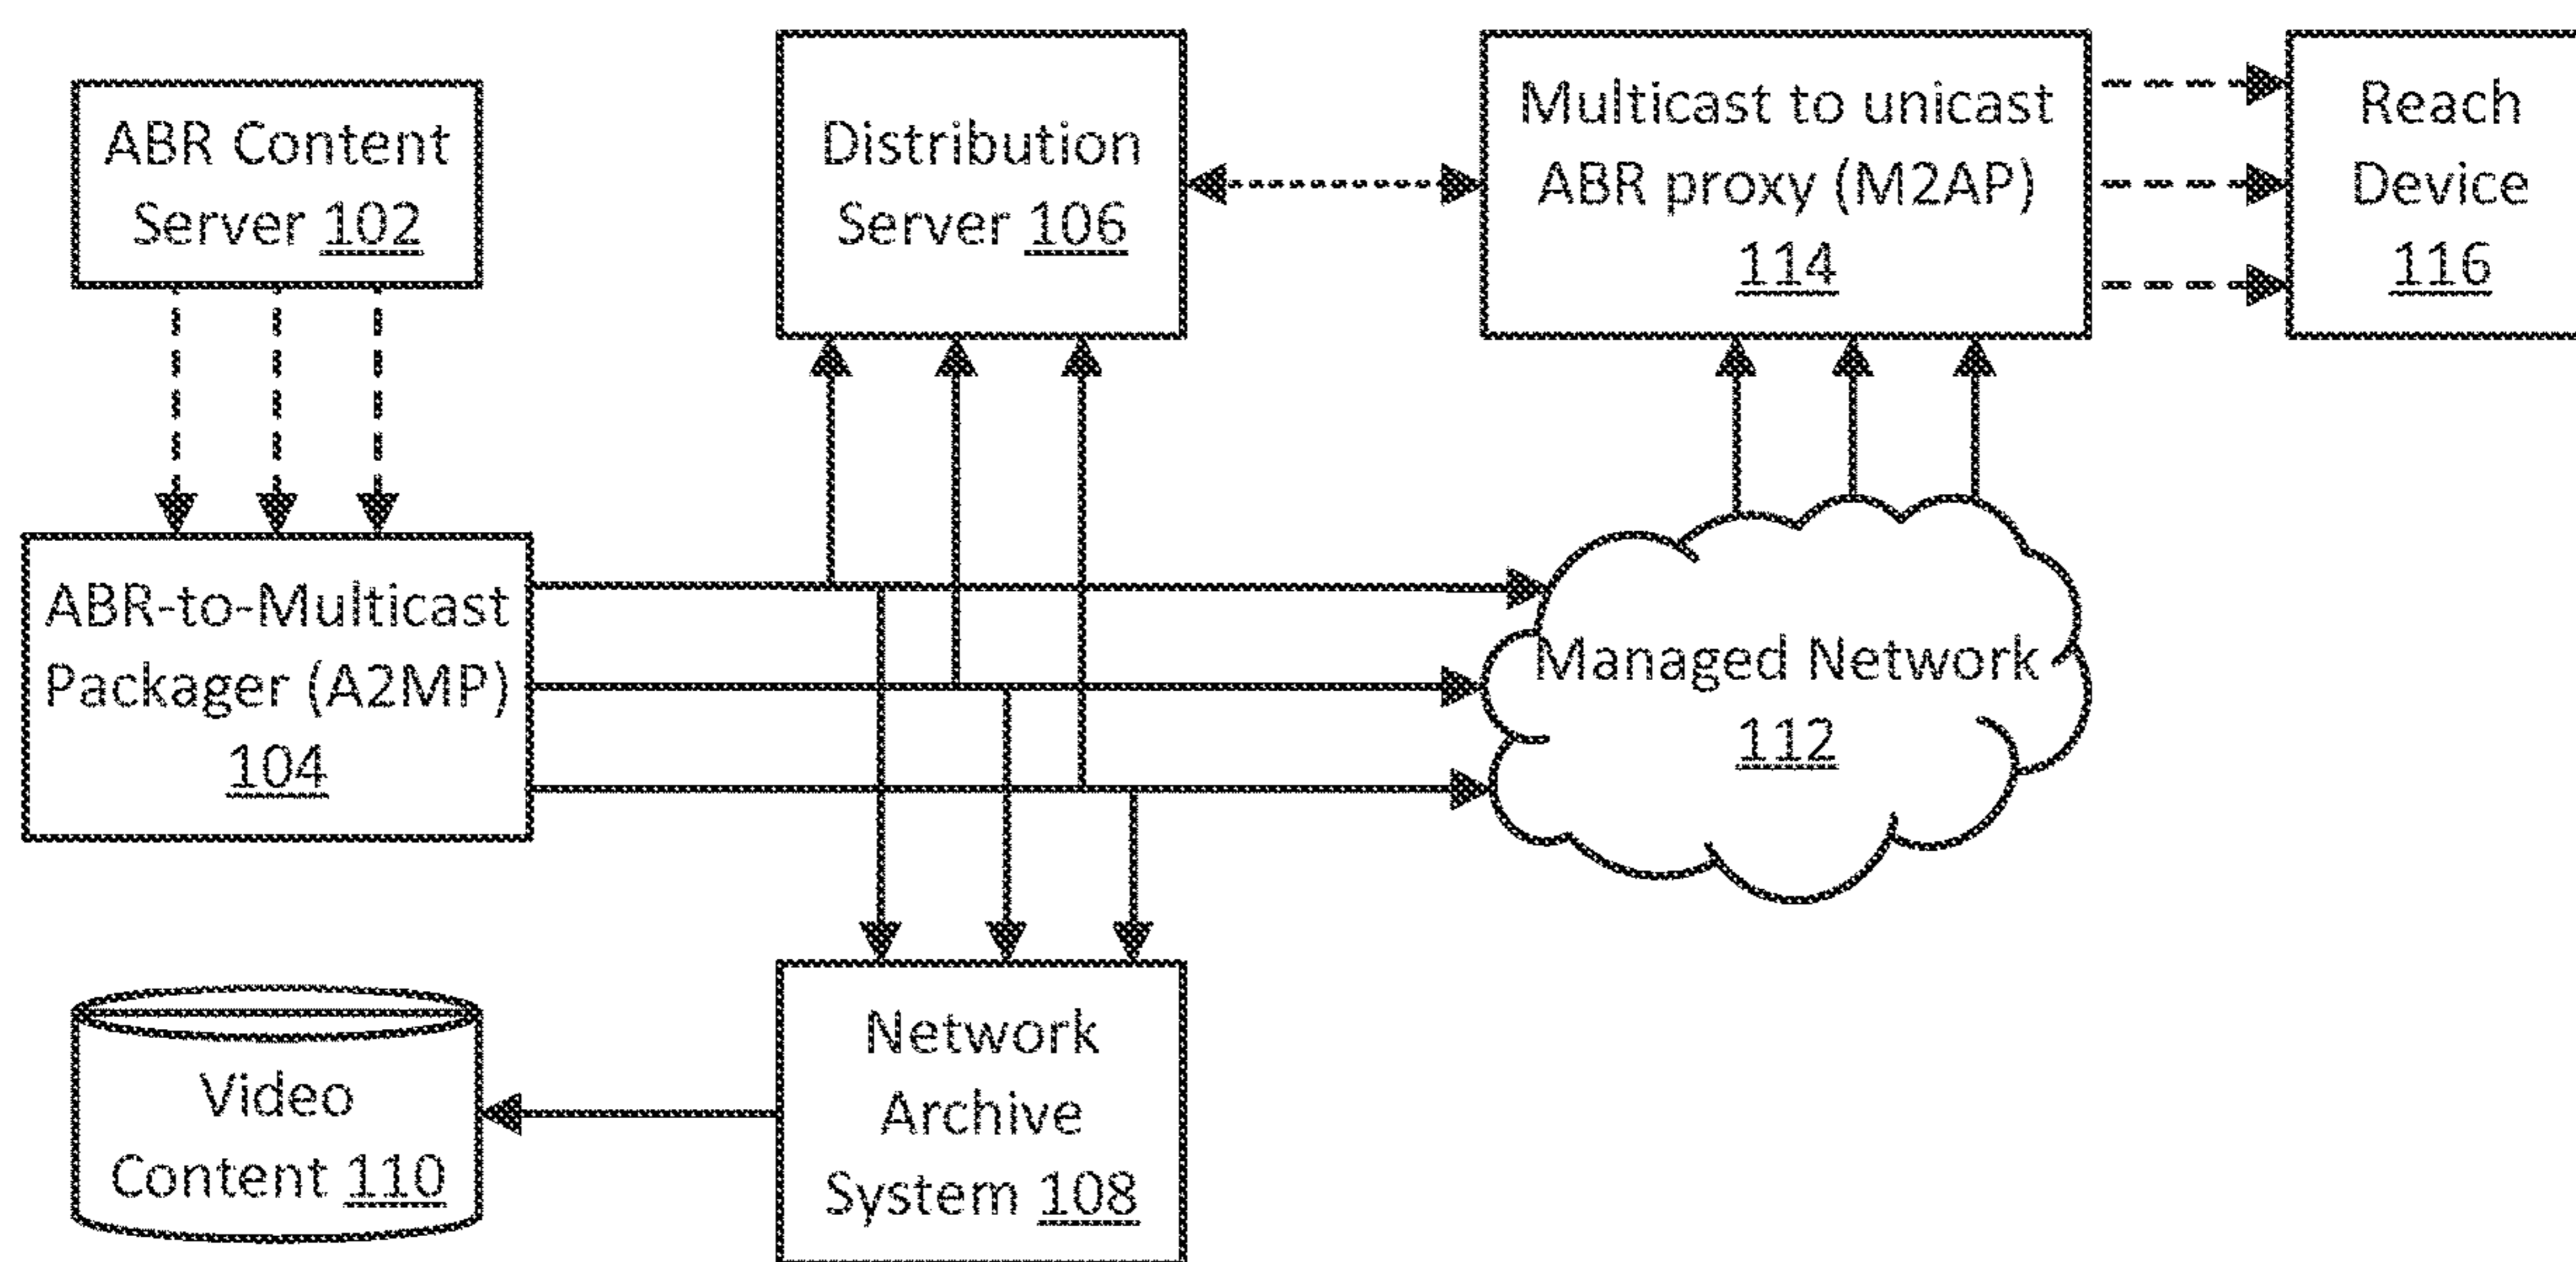 ABR Content
Server 102
Distribution
Server 106
Multicast to unicast
ABR proxy (M2AP)
114
Reach
Device
116
ABR-to-Multicast
Packager (A2MP)
104
Managed Network
112
Video
Content 110
Network
Archive
System 108